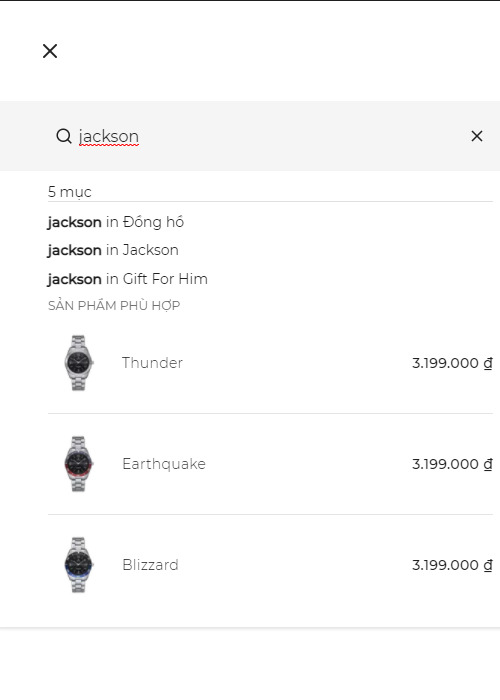 jackson
5 mục
jackson in Đồng hồ
jackson in Jackson
jackson in Gift For Him
SẢN PHẨM PHÙ HỢP
Thunder 3.199.000 ₫
Earthquake 3.199.000 ₫
Blizzard 3.199.000 ₫